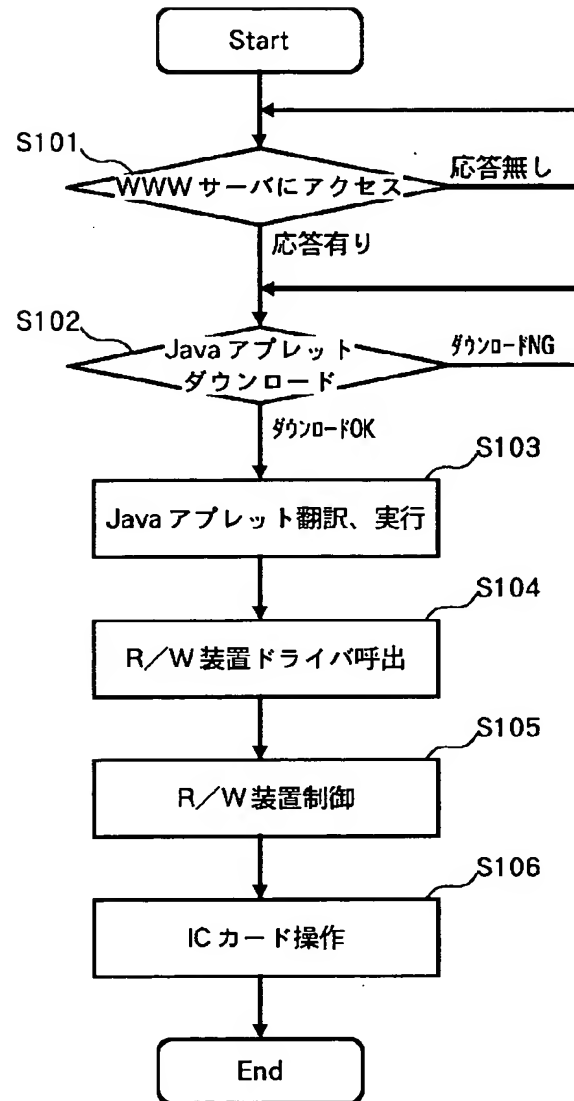 Start
S101
WWWサーバにアクセス
応答無し
応答有り
S102
Javaアプレット
ダウンロード
ダウンロードNG
ダウンロードOK
S103
Javaアプレット翻訳、実行
S104
R／W装置ドライバ呼出
S105
R／W装置制御
S106
ICカード操作
End